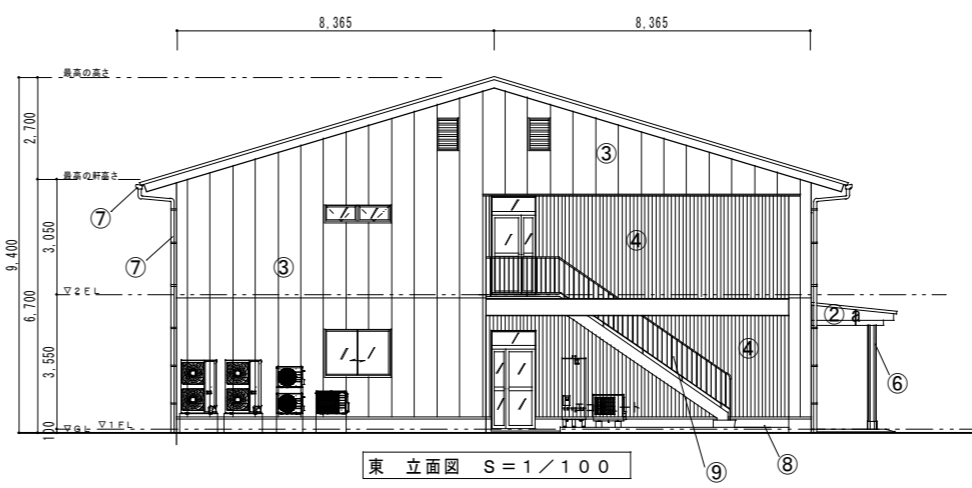 8,365
8,365
最高の高さ
2,700
③
最高の軒高さ
⑦
④
3,050
9,400
⑦
③
6,700
▽2FL
②a
3,550
④
⑥
100
▽GL ▽1FL
⑧
東 立面図 S=1/100
⑨